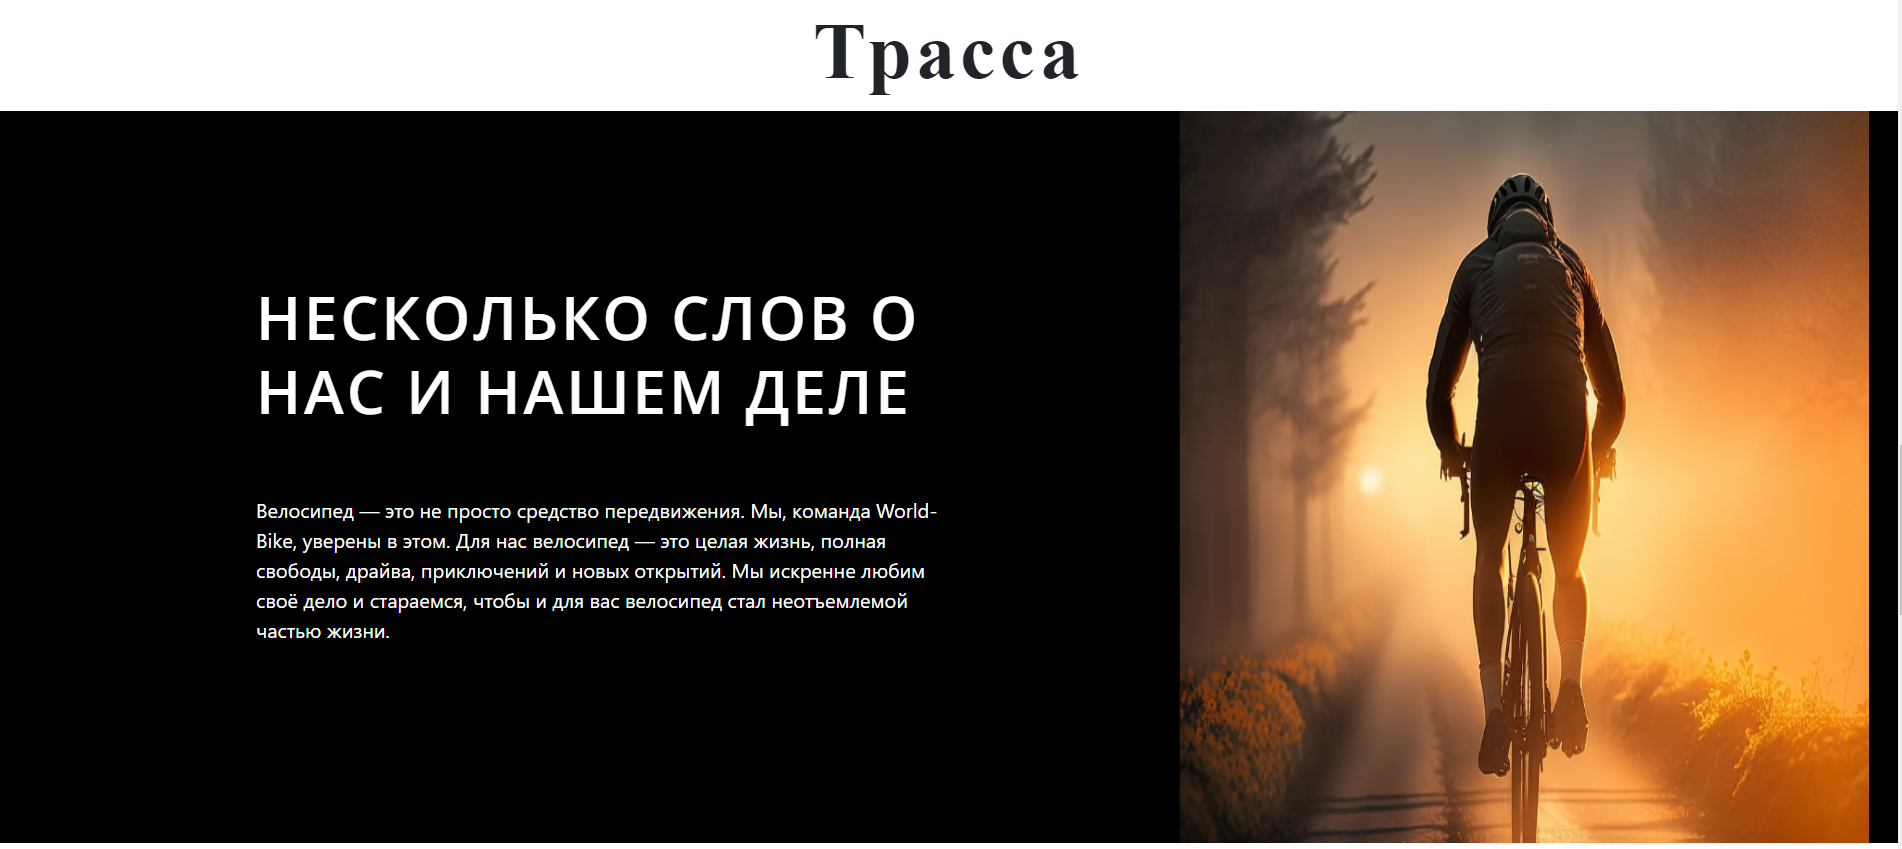 Трасса
НЕСКОЛЬКО СЛОВ О
НАС И НАШЕМ ДЕЛЕ
Велосипед — это не просто средство передвижения. Мы, команда World-
Bike, уверены в этом. Для нас велосипед — это целая жизнь, полная
свободы, драйва, приключений и новых открытий. Мы искренне любим
своё дело и стараемся, чтобы и для вас велосипед стал неотъемлемой
частью жизни.